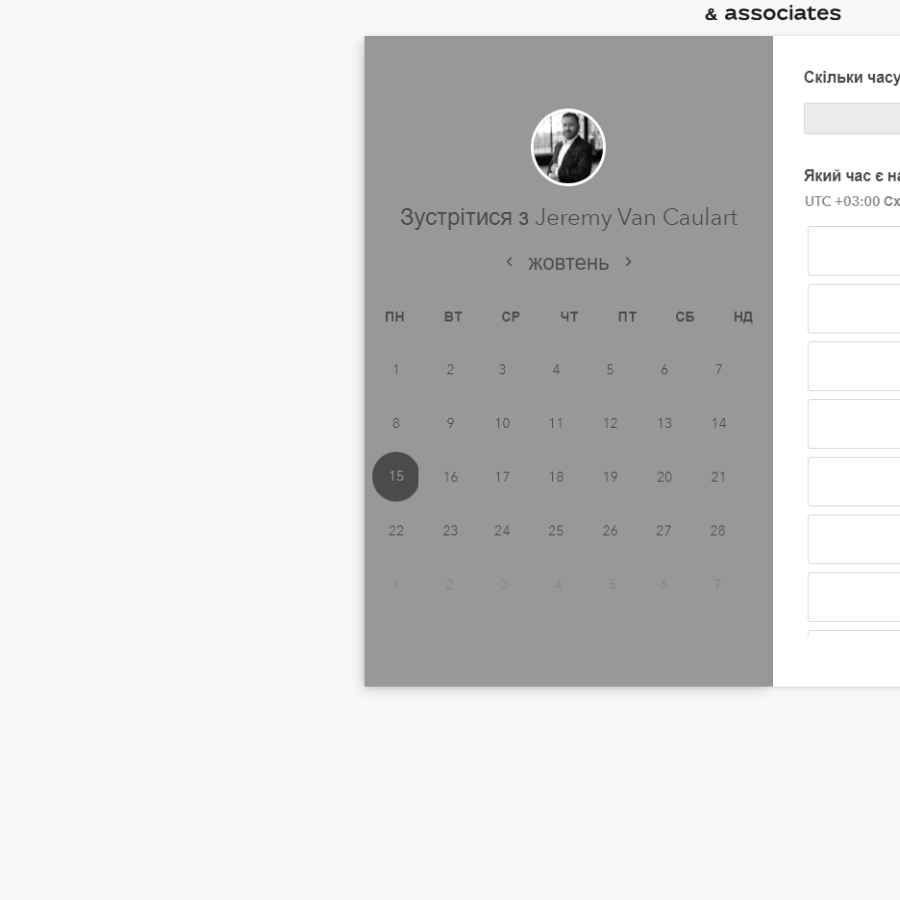 & associates
Зустрітися з Jeremy Van Caulart
жовтень
ПН ВТ СР ЧТ ПТ СБ НД
1 2 3 4 5 6 7
8 9 10 11 12 13 14
15 16 17 18 19 20 21
22 23 24 25 26 27 28
1 2 3 4 5 6 7
Скільки часу
Який час є
UTC +03:00